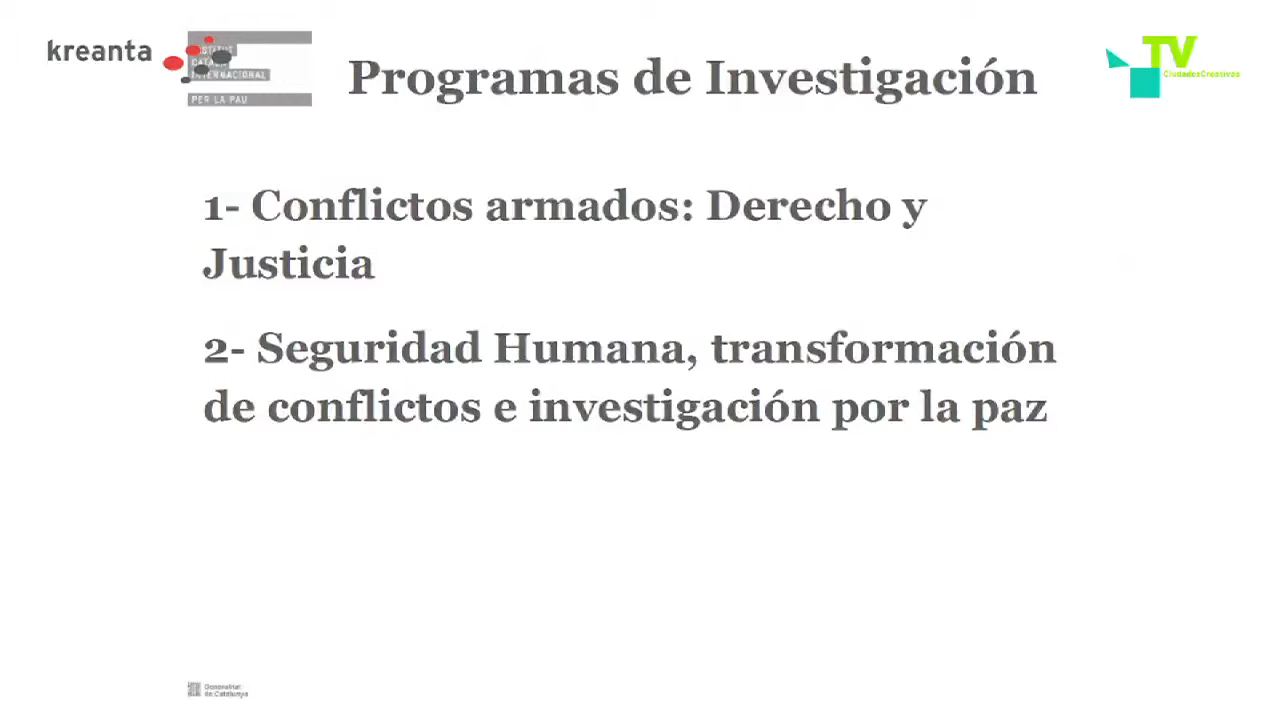 kreanta
INSTITUT
CATALÀ
INTERNACIONAL
PER LA PAU
Programas de Investigación
TV
CiudadesCreativas
1- Conflictos armados: Derecho y
Justicia
2- Seguridad Humana, transformación
de conflictos e investigación por la paz
Generalitat
de Catalunya